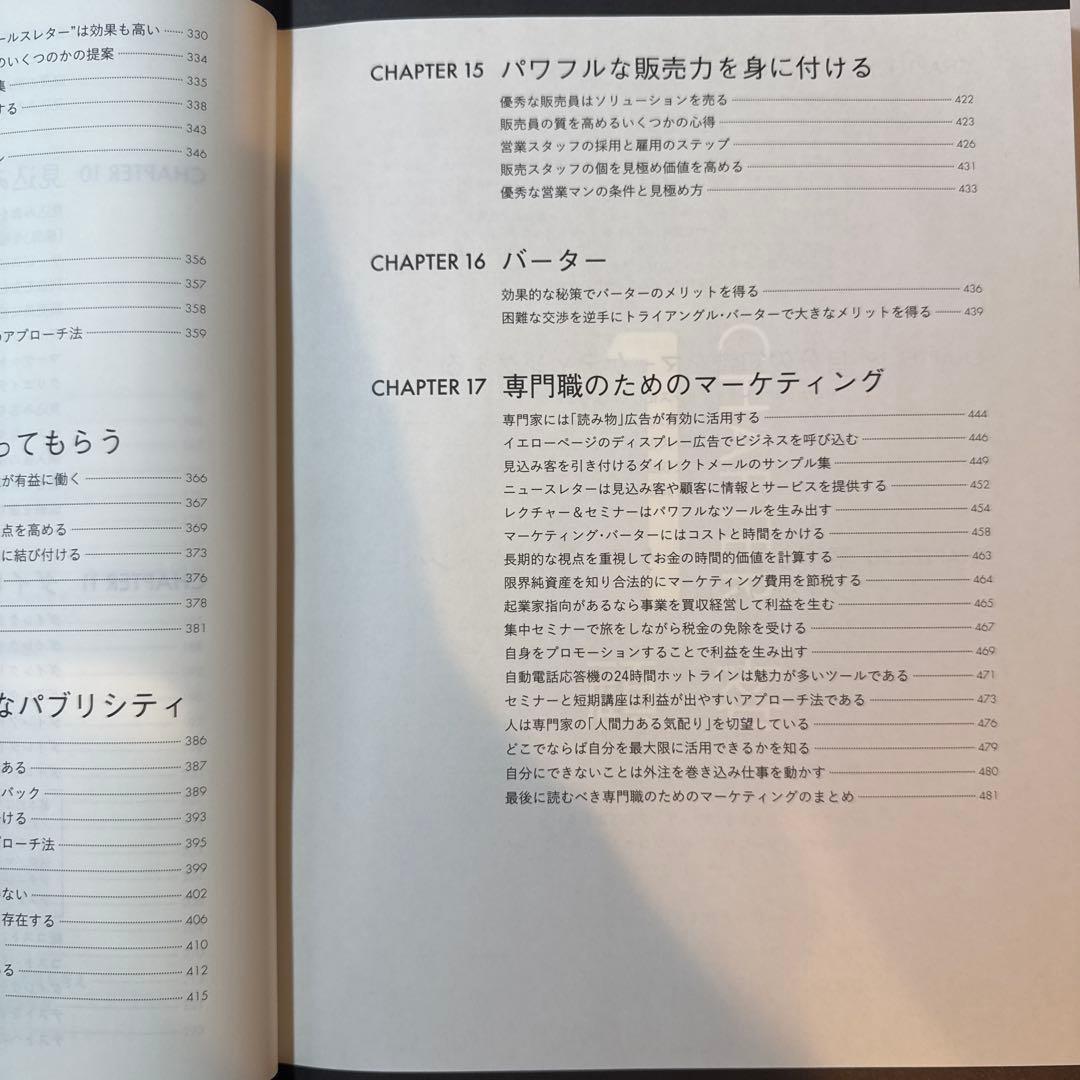 ールスレター"は効果も高い 330
のいくつのかの提案 334
集 335
する 338
343
346
356
357
358
のアプローチ法 359
ってもらう
が有益に働く 366
367
点を高める 369
に結び付ける 373
376
378
381
なパブリシティ
386
ある 387
バック 389
ける 393
ローチ法 395
399
ない 402
存在する 406
410
る 412
415
CHAPTER 15 パワフルな販売力を身に付ける
優秀な販売員はソリューションを売る 422
販売員の質を高めるいくつかの心得 423
営業スタッフの採用と雇用のステップ 426
販売スタッフの個を見極め価値を高める 431
優秀な営業マンの条件と見極め方 433
CHAPTER 16 バーター
効果的な秘策でバーターのメリットを得る 436
困難な交渉を逆手にトライアングル・バーターで大きなメリットを得る 439
CHAPTER 17 専門職のためのマーケティング
専門家には「読み物」広告が有効に活用する 444
イエローページのディスプレー広告でビジネスを呼び込む 446
見込み客を引き付けるダイレクトメールのサンプル集 449
ニュースレターは見込み客や顧客に情報とサービスを提供する 452
レクチャー＆セミナーはパワフルなツールを生み出す 454
マーケティング・バーターにはコストと時間をかける 458
長期的な視点を重視してお金の時間的価値を計算する 463
限界純資産を知り合法的にマーケティング費用を節税する 464
起業家指向があるなら事業を買収経営して利益を生む 465
集中セミナーで旅をしながら税金の免除を受ける 467
自身をプロモーションすることで利益を生み出す 469
自動電話応答機の24時間ホットラインは魅力が多いツールである 471
セミナーと短期講座は利益が出やすいアプローチ法である 473
人は専門家の「人間力ある気配り」を切望している 476
どこでならば自分を最大限に活用できるかを知る 479
自分にできないことは外注を巻き込み仕事を動かす 480
最後に読むべき専門職のためのマーケティングのまとめ 481